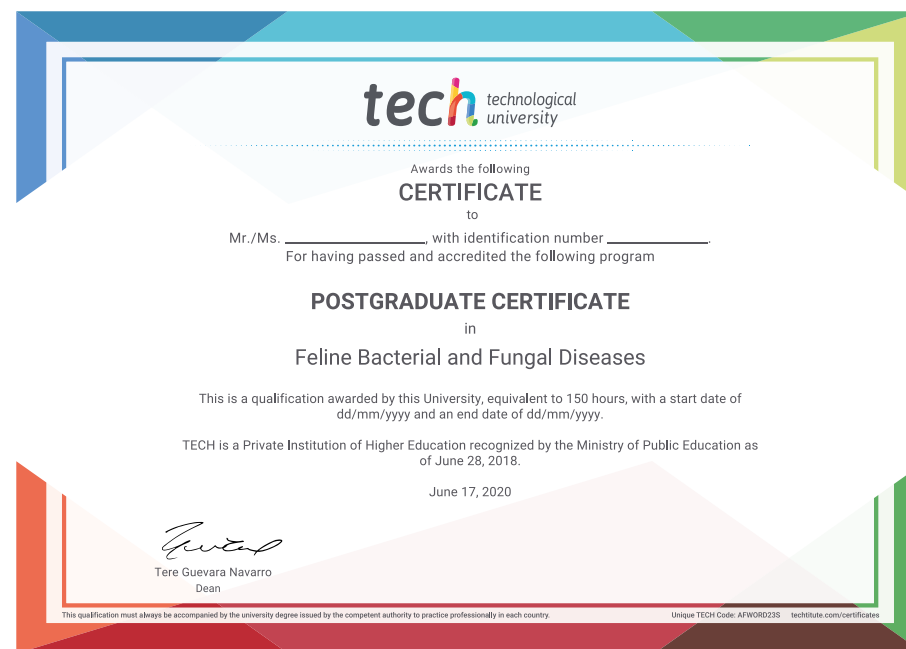 tech technological
university
Awards the following
CERTIFICATE
to
Mr./Ms. ____________________, with identification number ______________.
For having passed and accredited the following program
POSTGRADUATE CERTIFICATE
in
Feline Bacterial and Fungal Diseases
This is a qualification awarded by this University, equivalent to 150 hours, with a start date of
dd/mm/yyyy and an end date of dd/mm/yyyy.
TECH is a Private Institution of Higher Education recognized by the Ministry of Public Education as
of June 28, 2018.
June 17, 2020
Tere Guevara Navarro
Dean
This qualification must always be accompanied by the university degree issued by the competent authority to practice professionally in each country.
Unique TECH Code: AFWORD23S techtitute.com/certificates